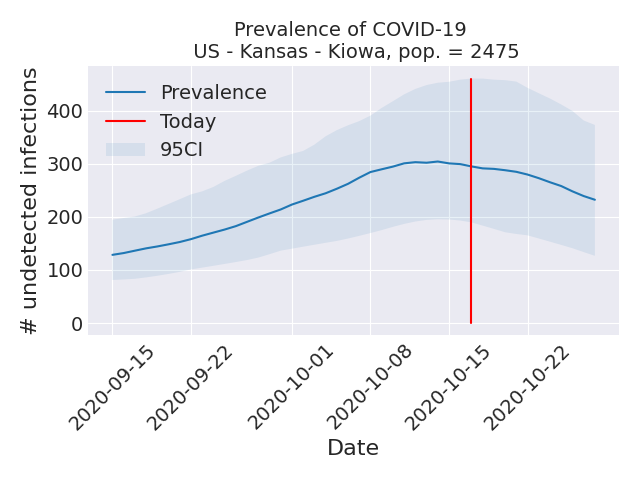 Prevalence of COVID-19
US - Kansas - Kiowa, pop. = 2475
# undetected infections
400
300
200
100
0
Prevalence
Today
95CI
2020-09-15
2020-09-22
2020-10-01
2020-10-08
2020-10-15
2020-10-22
Date